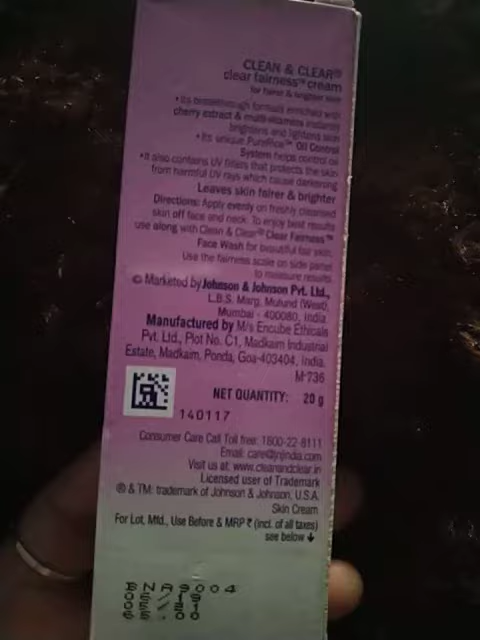 CLEAN & CLEAR®
clear fairness™ cream
for fairer & brighter skin
• Its breakthrough formula enriched with
cherry extract & multi-vitamins instantly
brightens and lightens skin
• Its unique PureRice™ Oil Control
System helps control oil
• It also contains UV filters that protects the skin
from harmful UV rays which cause darkening
Leaves skin fairer & brighter
Directions: Apply evenly on freshly cleansed
skin off face and neck. To enjoy best results
use along with Clean & Clear® Clear Fairness™
Face Wash for beautiful fair skin.
Use the fairness scale on side panel
to measure results
© Marketed by Johnson & Johnson Pvt. Ltd.,
L.B.S. Marg, Mulund (West),
Mumbai - 400080, India.
Manufactured by M/s Encube Ethicals
Pvt. Ltd., Plot No. C1, Madkaim Industrial
Estate, Madkaim, Ponda, Goa-403404, India.
M-736
NET QUANTITY: 20 g
140117
Consumer Care Call Toll free: 1800-22-8111
Email: care@jnjindia.com
Visit us at: www.cleanandclear.in
Licensed user of Trademark
® & TM: trademark of Johnson & Johnson, U.S.A.
Skin Cream
For Lot, Mfd., Use Before & MRP ₹ (incl. of all taxes)
see below ↓
BNA9004